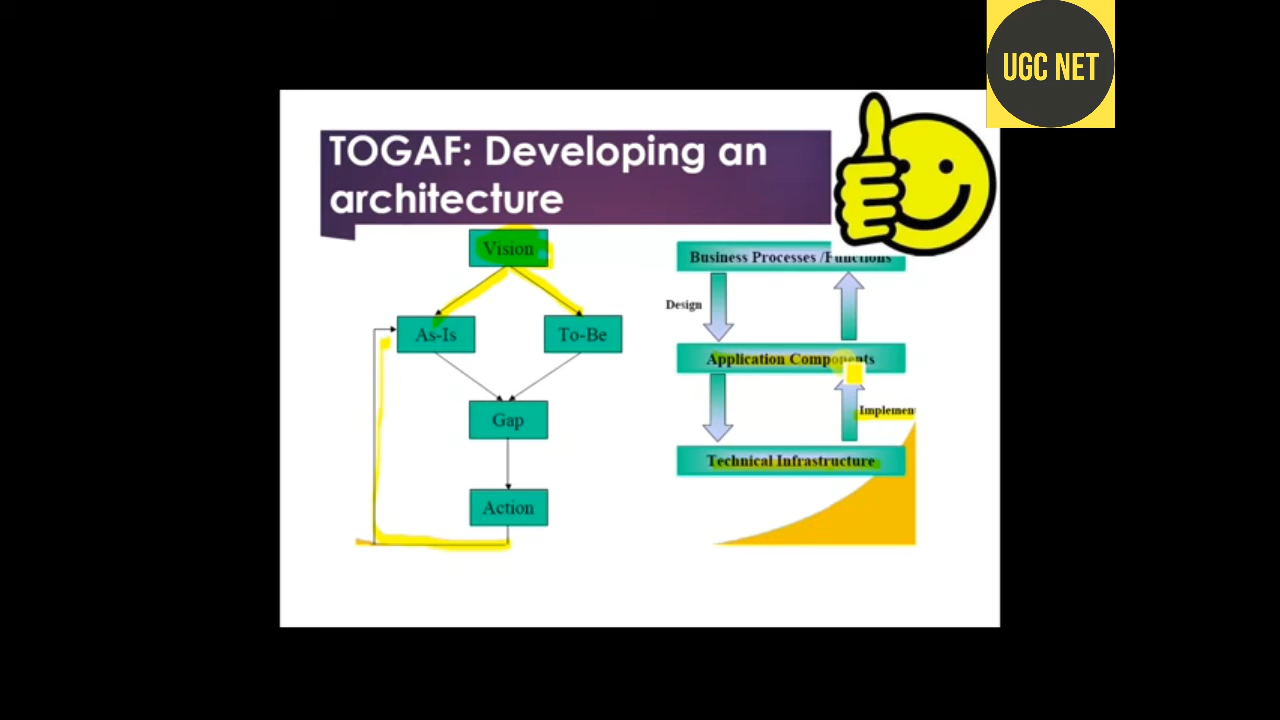 UGC NET
TOGAF: Developing an
architecture
Vision
As-Is
To-Be
Gap
Action
Business Processes /Functions
Design
Application Components
Implement
Technical Infrastructure